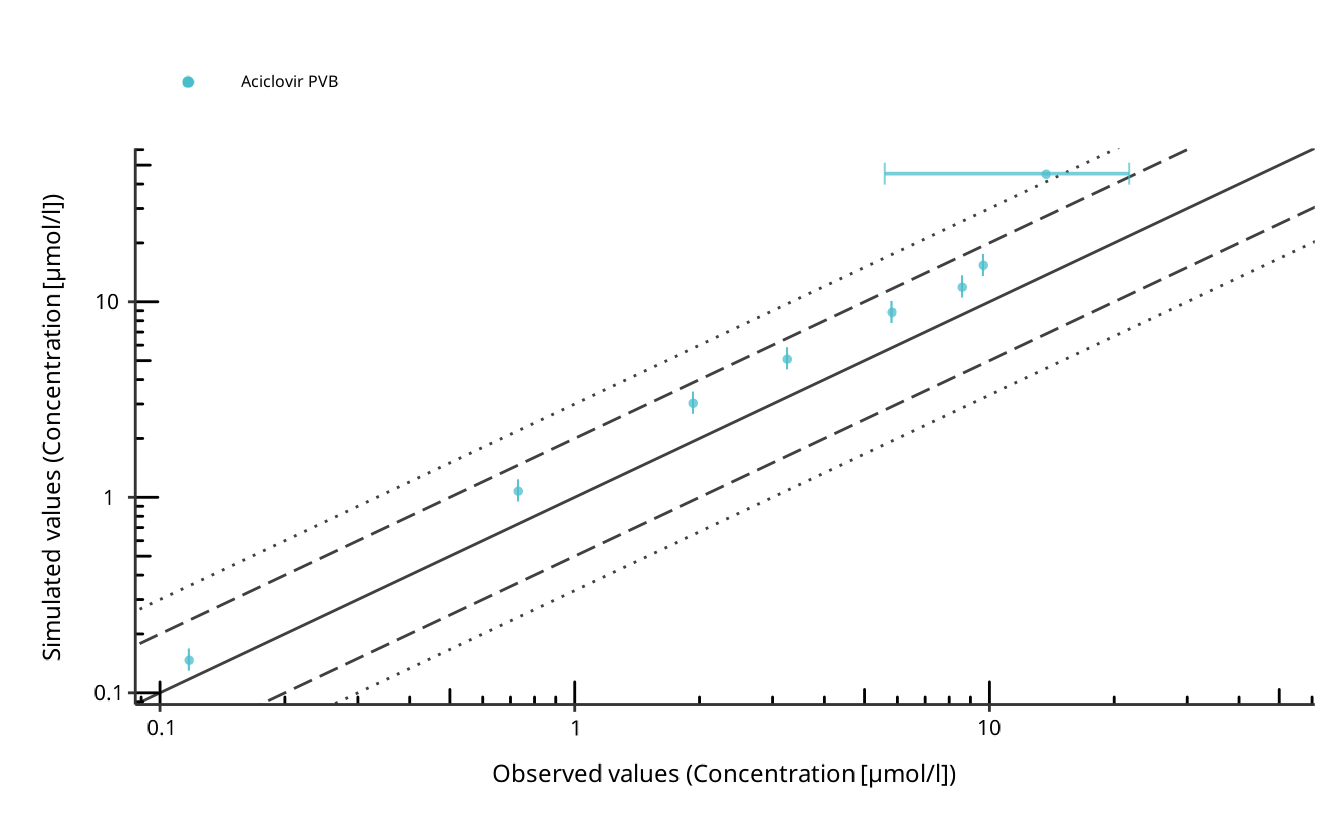 Aciclovir PVB
Simulated values (Concentration [µmol/l])
10
1
0.1
0.1
1
10
Observed values (Concentration [µmol/l])